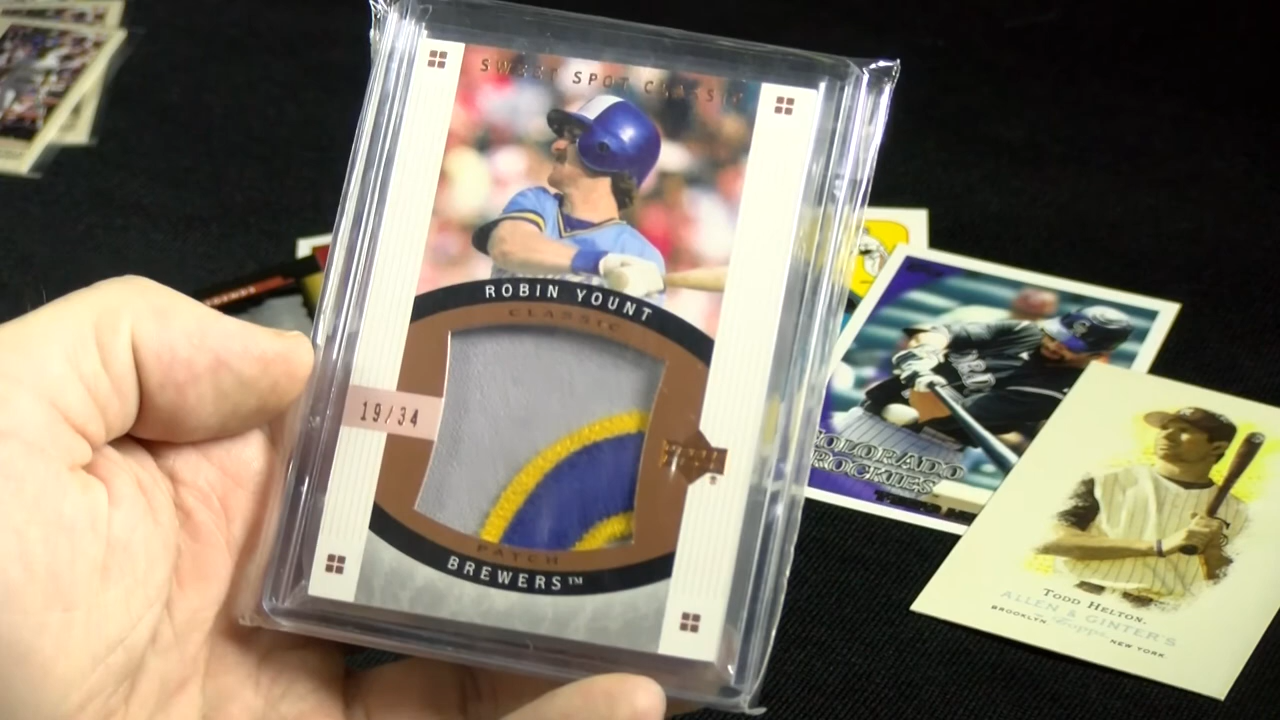 SWEET SPOT CLASSIC
ROBIN YOUNT
CLASSIC
19/34
PATCH
BREWERS™
COLORADO
ROCKIES
TODD HELTON.
ALLEN & GINTER'S
BROOKLYN Topps NEW YORK